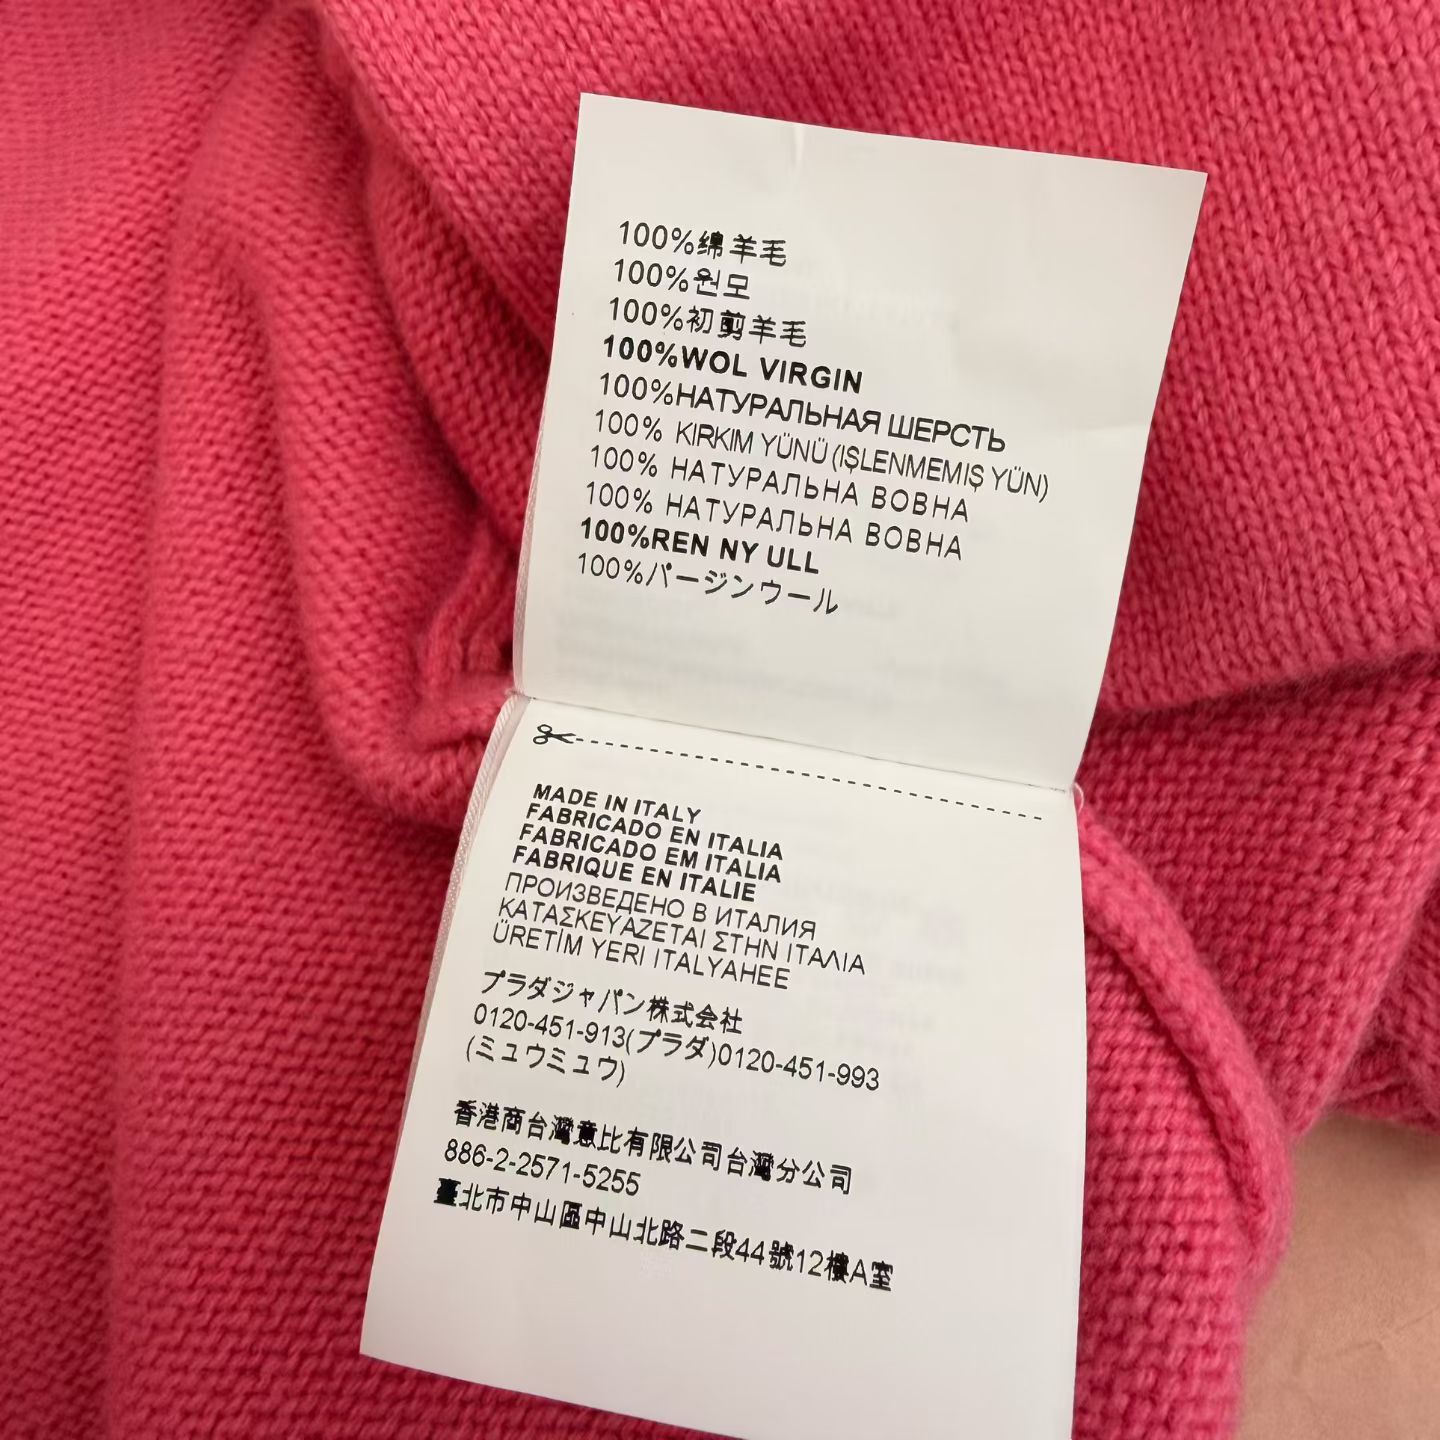 100%绵羊毛
100%원모
100%初剪羊毛
100%WOL VIRGIN
100%НАТУРАЛЬНАЯ ШЕРСТЬ
100% KIRKIM YÜNÜ (IŞLENMEMIŞ YÜN)
100% НАТУРАЛЬНА ВОВНА
100% НАТУРАЛЬНА ВОВНА
100%REN NY ULL
100%バージンウール
MADE IN ITALY
FABRICADO EN ITALIA
FABRICADO EM ITALIA
FABRIQUE EN ITALIE
ПРОИЗВЕДЕНО В ИТАЛИЯ
ΚΑΤΑΣΚΕΥΑΖΕΤΑΙ ΣΤΗΝ ΙΤΑΛΙΑ
ÜRETİM YERI ITALYAHEE
プラダジャパン株式会社
0120-451-913(プラダ)0120-451-993
(ミュウミュウ)
香港商台灣意比有限公司台灣分公司
886-2-2571-5255
臺北市中山區中山北路二段44號12樓A室